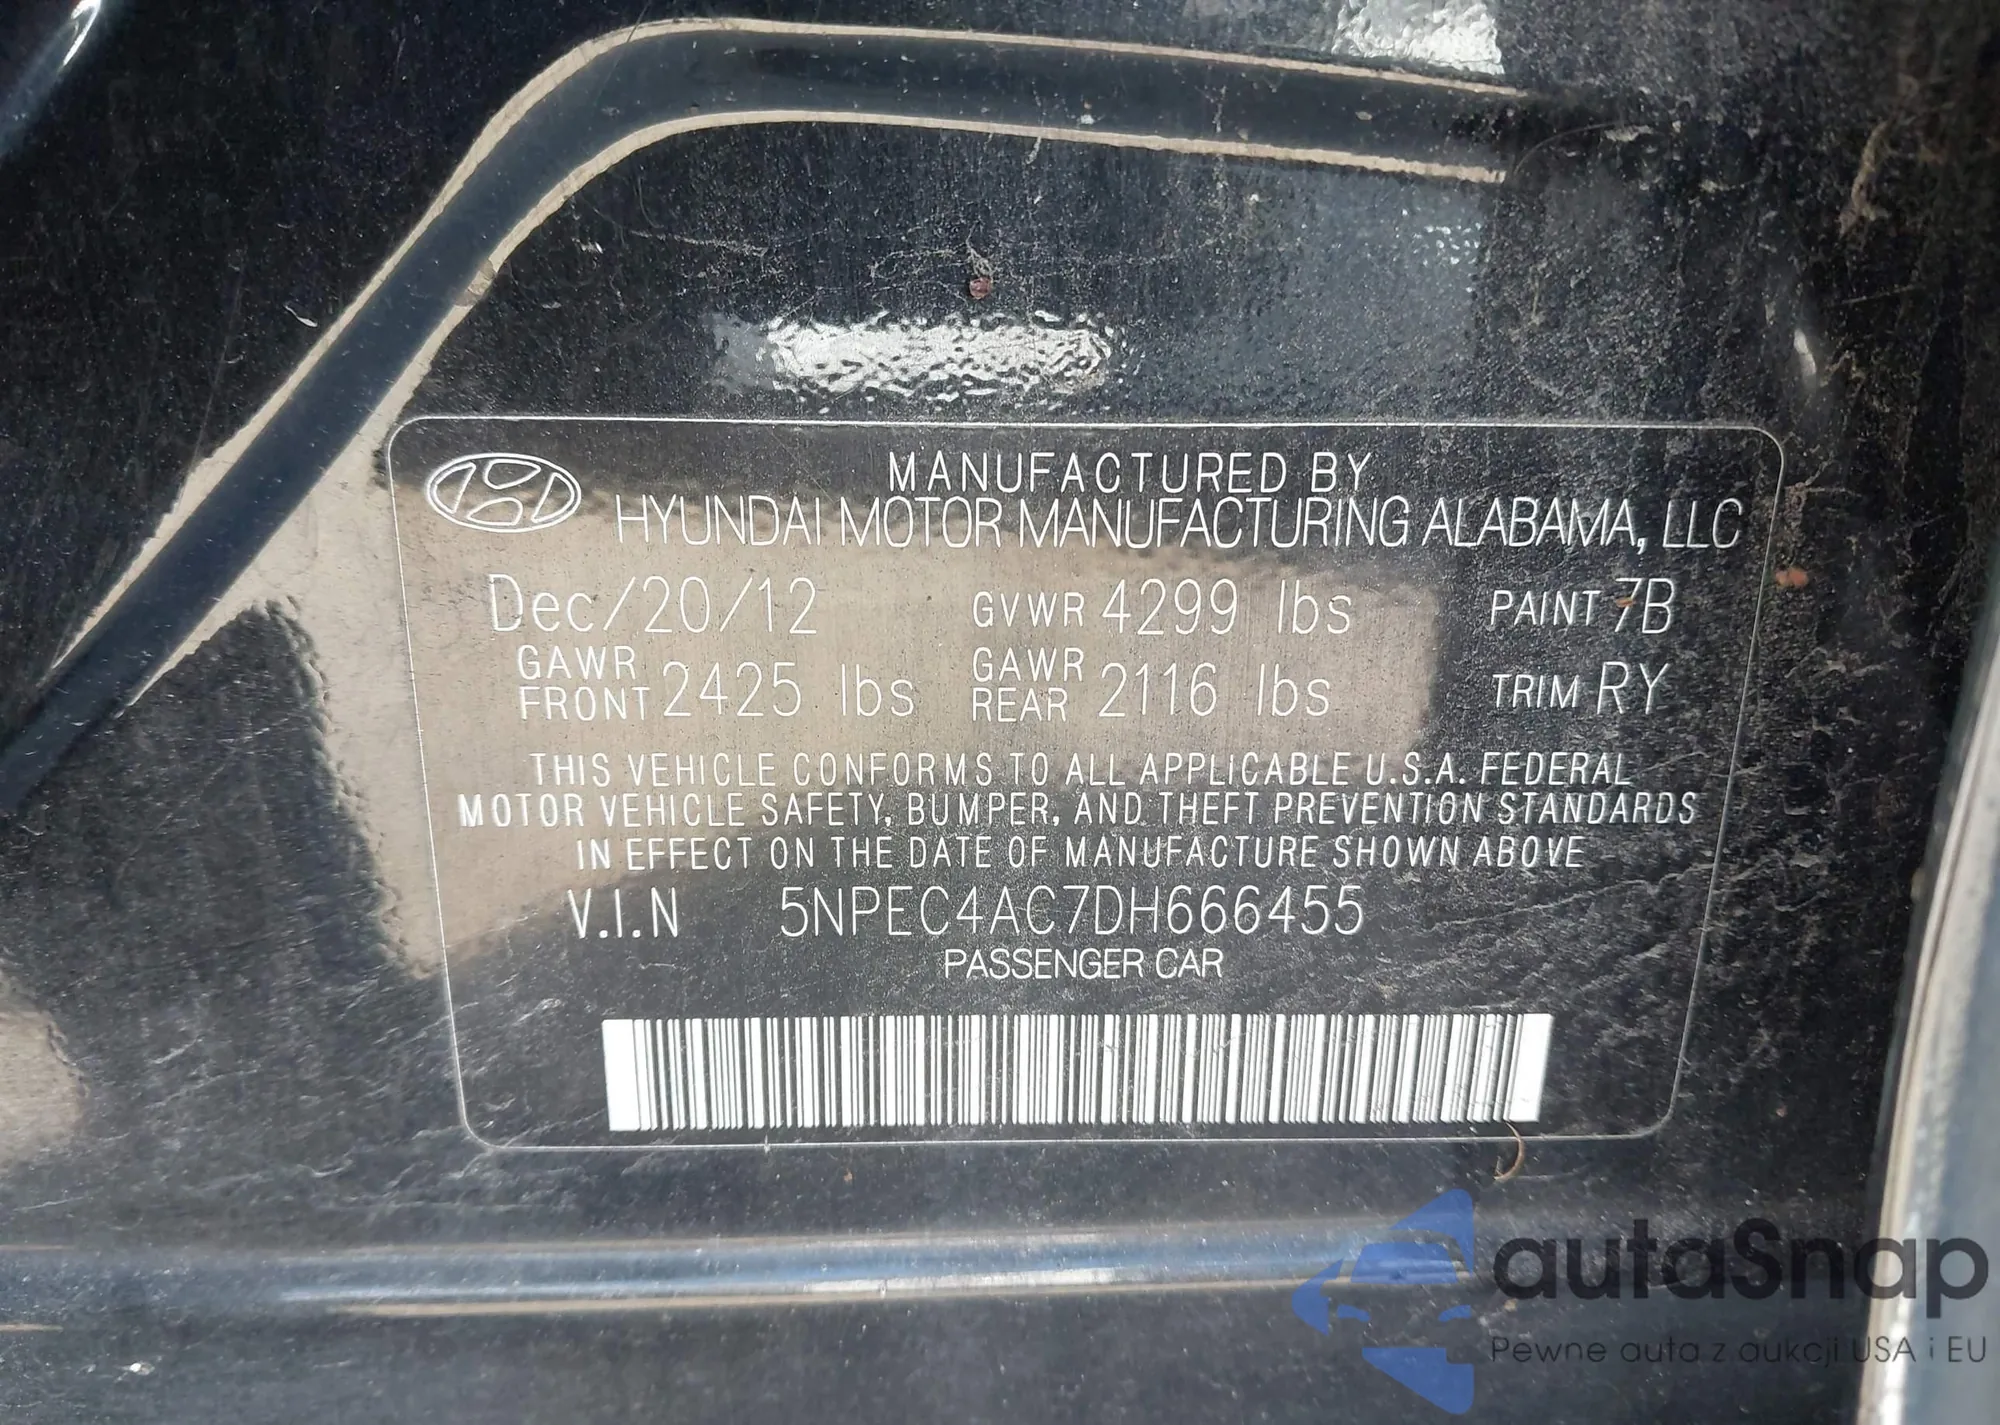 MANUFACTURED BY
HYUNDAI MOTOR MANUFACTURING ALABAMA, LLC
Dec/20/12 GVWR 4299 lbs PAINT 7B
GAWR FRONT 2425 lbs GAWR REAR 2116 lbs TRIM RY
THIS VEHICLE CONFORMS TO ALL APPLICABLE U.S.A. FEDERAL
MOTOR VEHICLE SAFETY, BUMPER, AND THEFT PREVENTION STANDARDS
IN EFFECT ON THE DATE OF MANUFACTURE SHOWN ABOVE
V.I.N 5NPEC4AC7DH666455
PASSENGER CAR
autaSnap
Pewne auta z aukcji USA i EU